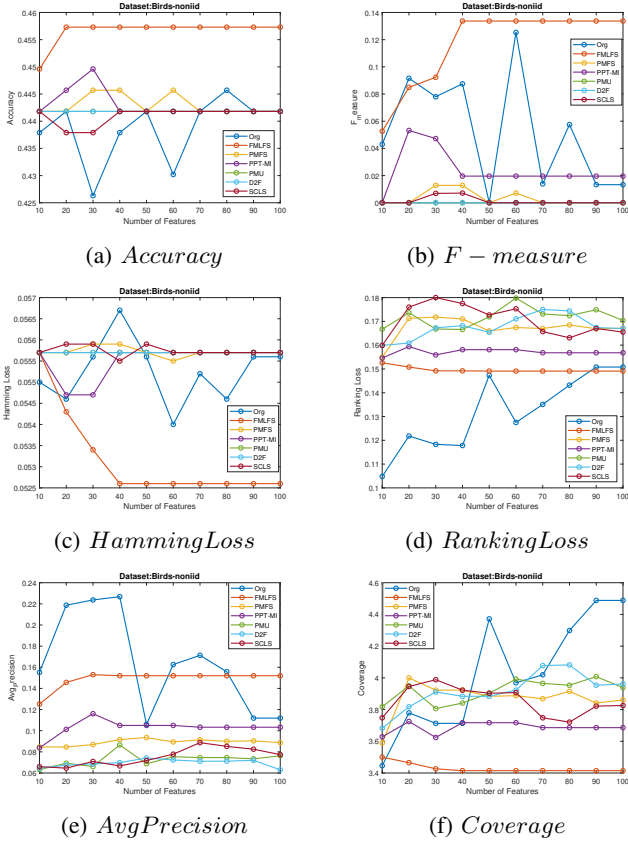 Dataset:Birds-noniid
Dataset:Birds-noniid
0.46
0.455
0.45
0.445
0.44
0.435
0.43
0.425
Accuracy
10 20 30 40 50 60 70 80 90 100
Number of Features
Org
FMLFS
PMFS
PPT-MI
PMU
D2F
SCLS
0.14
0.12
0.1
0.08
0.06
0.04
0.02
0
F_measure
10 20 30 40 50 60 70 80 90 100
Number of Features
Org
FMLFS
PMFS
PPT-MI
PMU
D2F
SCLS
(a) Accuracy
(b) F − measure
Dataset:Birds-noniid
Dataset:Birds-noniid
0.057
0.0565
0.056
0.0555
0.055
0.0545
0.054
0.0535
0.053
0.0525
Hamming Loss
10 20 30 40 50 60 70 80 90 100
Number of Features
Org
FMLFS
PMFS
PPT-MI
PMU
D2F
SCLS
0.18
0.17
0.16
0.15
0.14
0.13
0.12
0.11
0.1
Ranking Loss
10 20 30 40 50 60 70 80 90 100
Number of Features
Org
FMLFS
PMFS
PPT-MI
PMU
D2F
SCLS
(c) HammingLoss
(d) RankingLoss
Dataset:Birds-noniid
Dataset:Birds-noniid
0.24
0.22
0.2
0.18
0.16
0.14
0.12
0.1
0.08
0.06
Avg_precision
10 20 30 40 50 60 70 80 90 100
Number of Features
Org
FMLFS
PMFS
PPT-MI
PMU
D2F
SCLS
4.6
4.4
4.2
4
3.8
3.6
3.4
Coverage
10 20 30 40 50 60 70 80 90 100
Number of Features
Org
FMLFS
PMFS
PPT-MI
PMU
D2F
SCLS
(e) AvgPrecision
(f) Coverage